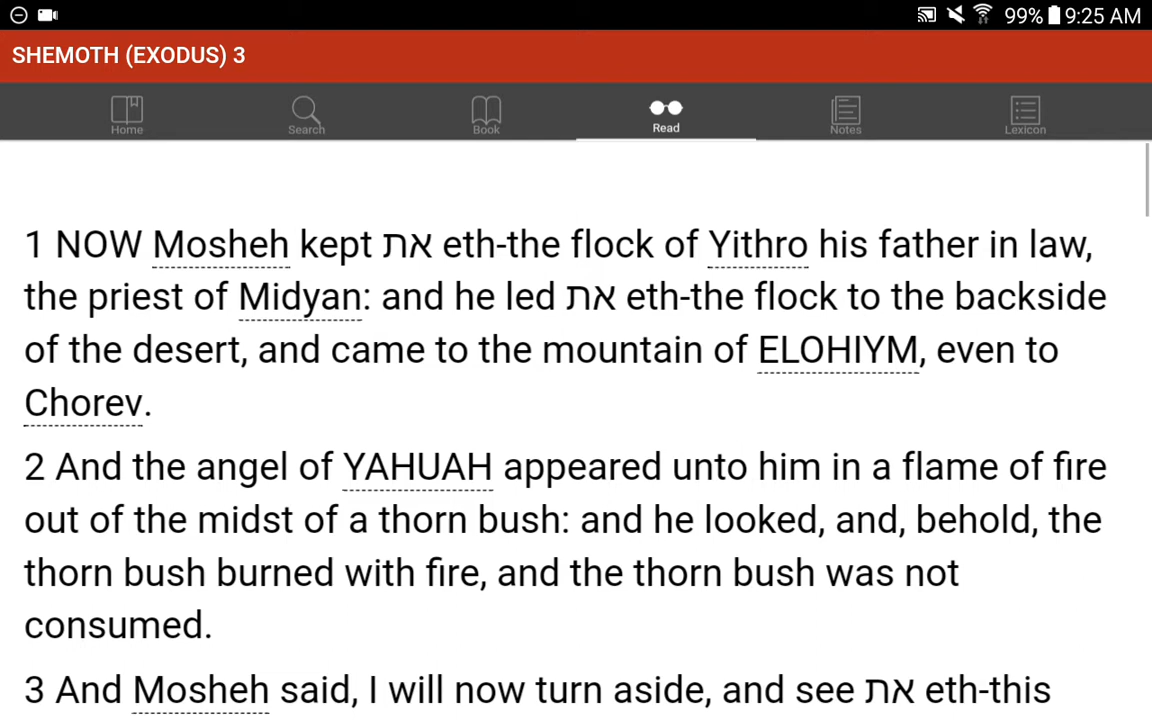 99% 9:25 AM
SHEMOTH (EXODUS) 3
Home Search Book Read Notes Lexicon
1 NOW Mosheh kept את eth-the flock of Yithro his father in law,
the priest of Midyan: and he led את eth-the flock to the backside
of the desert, and came to the mountain of ELOHIYM, even to
Chorev.
2 And the angel of YAHUAH appeared unto him in a flame of fire
out of the midst of a thorn bush: and he looked, and, behold, the
thorn bush burned with fire, and the thorn bush was not
consumed.
3 And Mosheh said, I will now turn aside, and see את eth-this